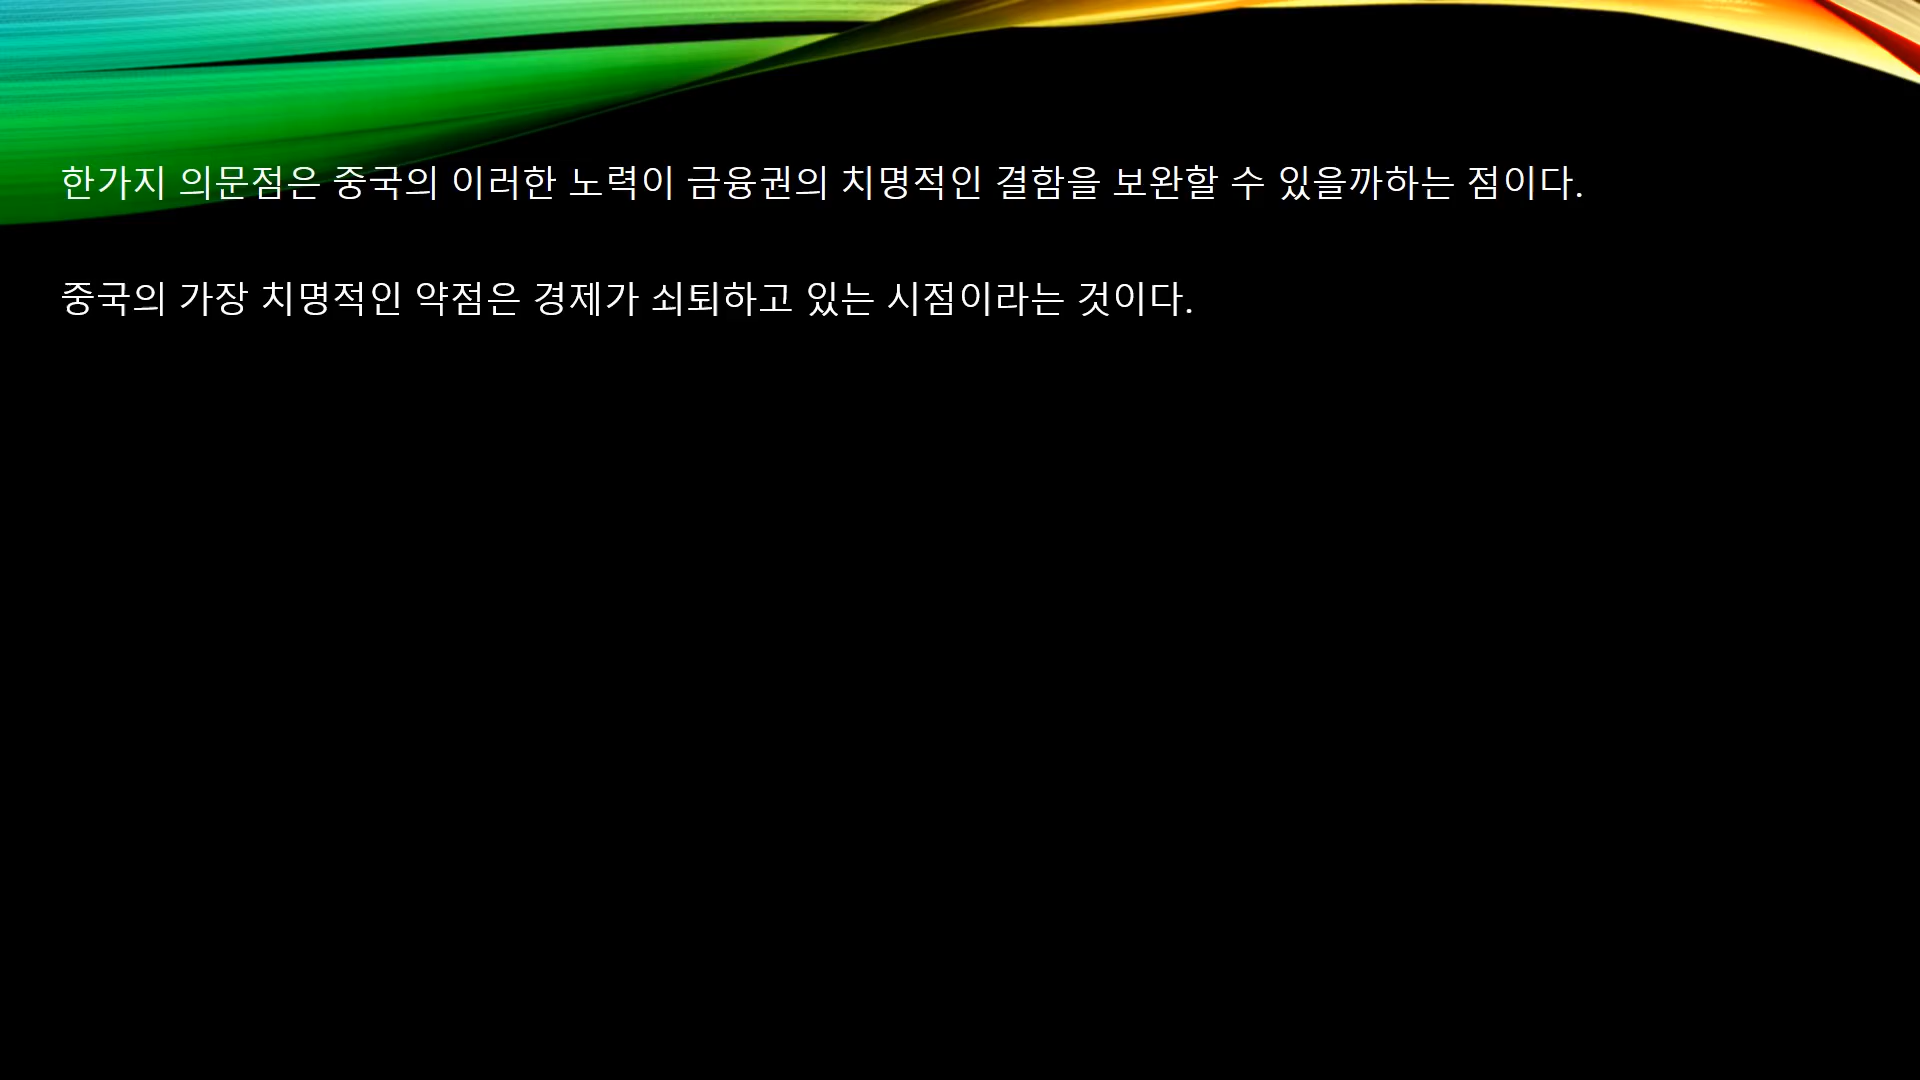 한가지 의문점은 중국의 이러한 노력이 금융권의 치명적인 결함을 보완할 수 있을까하는 점이다.
중국의 가장 치명적인 약점은 경제가 쇠퇴하고 있는 시점이라는 것이다.